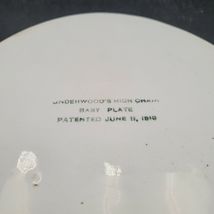 UNDERWOOD'S HIGH CHAIR
BABY PLATE
PATENTED JUNE 11, 1918